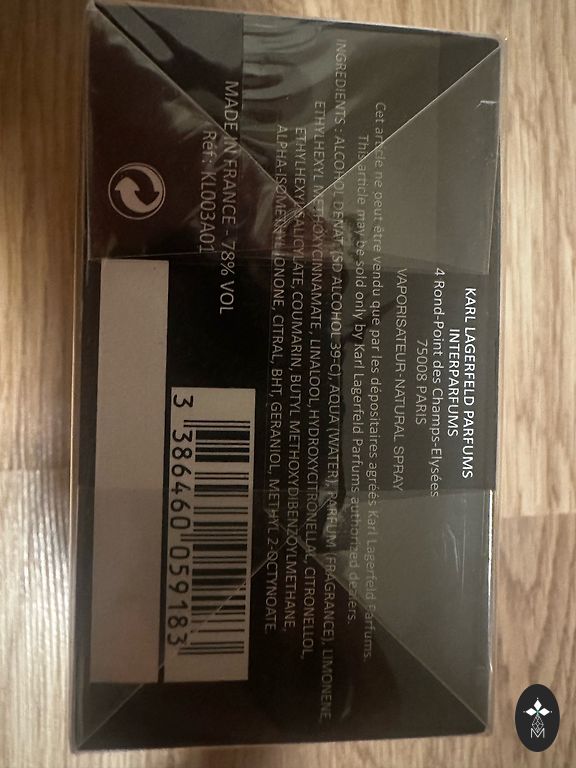 KARL LAGERFELD PARFUMS
INTERPARFUMS
4 Rond-Point des Champs-Elysées
75008 PARIS
VAPORISATEUR-NATURAL SPRAY
Cet article ne peut être vendu que par les dépositaires agréés Karl Lagerfeld Parfums.
This article may be sold only by Karl Lagerfeld Parfums authorized dealers.
INGREDIENTS : ALCOHOL DENAT. (SD ALCOHOL 39-C), AQUA (WATER), PARFUM (FRAGRANCE), LIMONENE,
ETHYLHEXYL METHOXYCINNAMATE, LINALOOL, HYDROXYCITRONELLAL, CITRONELLOL,
ETHYLHEXYL SALICYLATE, COUMARIN, BUTYL METHOXYDIBENZOYLMETHANE,
ALPHA-ISOMETHYL IONONE, CITRAL, BHT, GERANIOL, METHYL 2-OCTYNOATE.
MADE IN FRANCE - 78% VOL
Réf : KL003A01
3 386460 059183
M